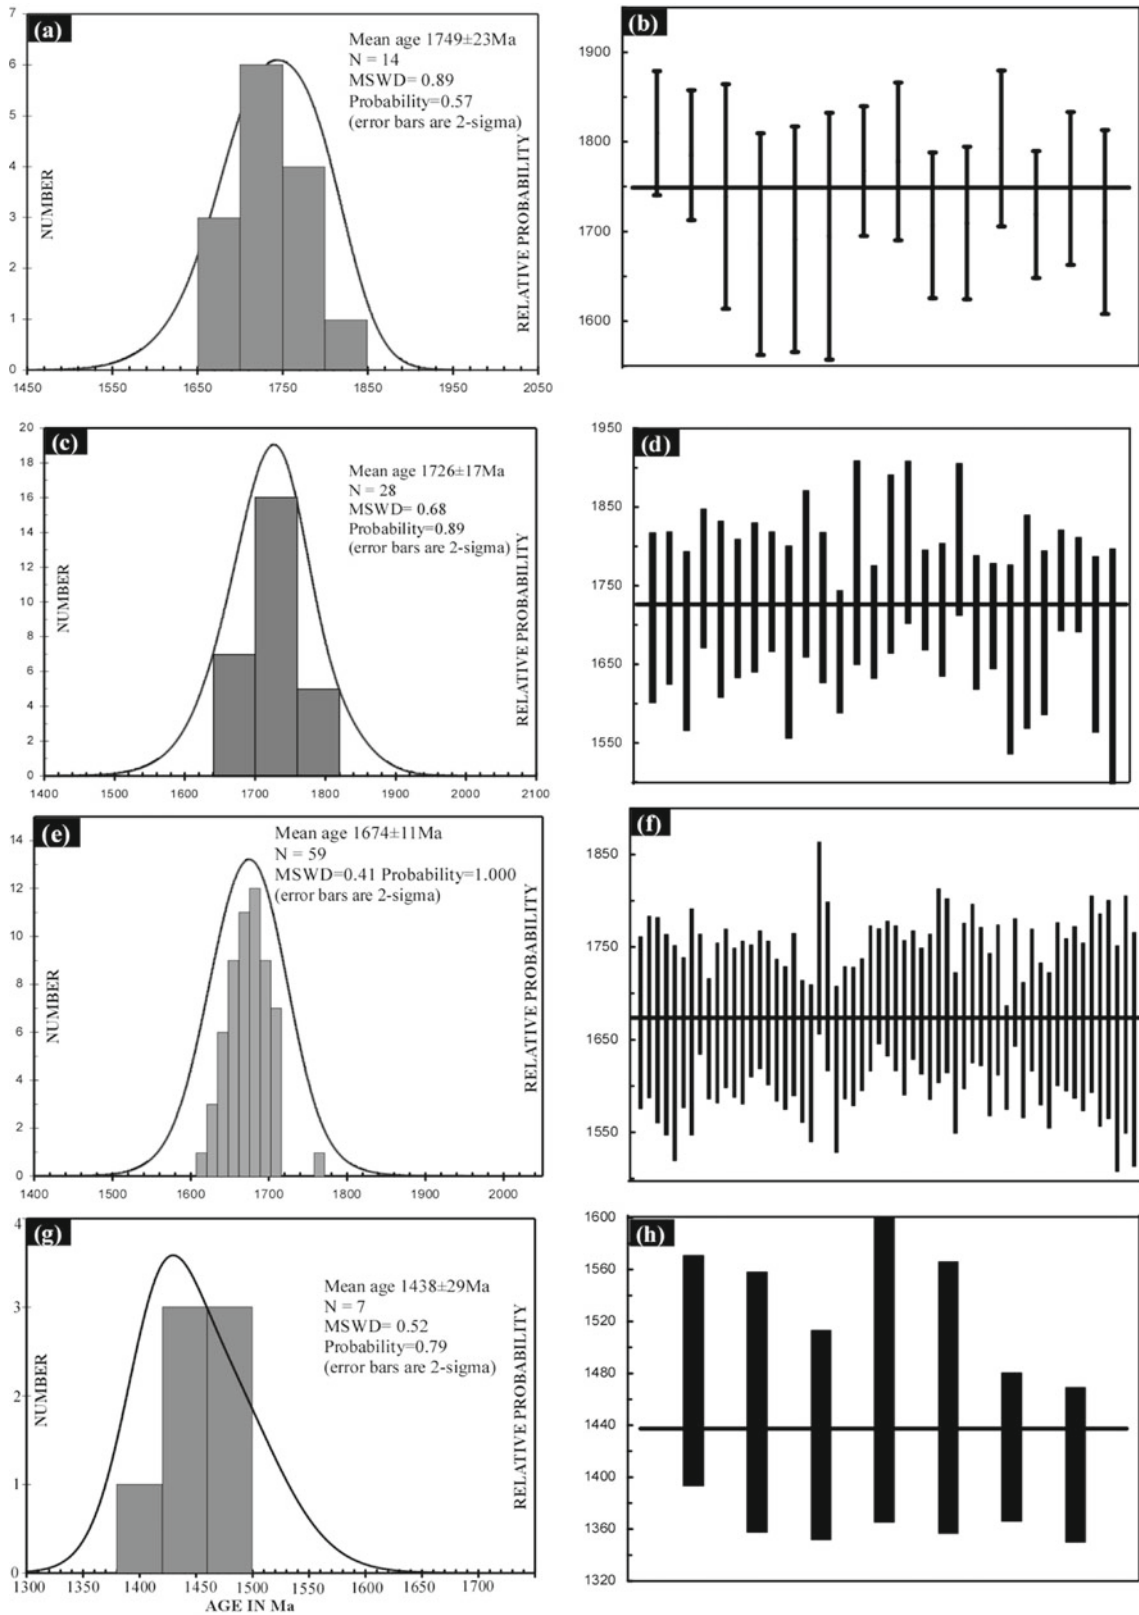 (a)
7
6
5
4
3
2
1
0
NUMBER
Mean age 1749±23Ma
N = 14
MSWD= 0.89
Probability=0.57
(error bars are 2-sigma)
RELATIVE PROBABILITY
1450 1550 1650 1750 1850 1950 2050
(b)
1900
1800
1700
1600
(c)
20
18
16
14
12
10
8
6
4
2
0
NUMBER
Mean age 1726±17Ma
N = 28
MSWD= 0.68
Probability=0.89
(error bars are 2-sigma)
RELATIVE PROBABILITY
1400 1500 1600 1700 1800 1900 2000 2100
(d)
1950
1850
1750
1650
1550
(e)
14
12
10
8
6
4
2
0
NUMBER
Mean age 1674±11Ma
N = 59
MSWD=0.41 Probability=1.000
(error bars are 2-sigma)
RELATIVE PROBABILITY
1400 1500 1600 1700 1800 1900 2000
(f)
1850
1750
1650
1550
(g)
4
3
2
1
0
NUMBER
Mean age 1438±29Ma
N = 7
MSWD= 0.52
Probability=0.79
(error bars are 2-sigma)
RELATIVE PROBABILITY
1300 1350 1400 1450 1500 1550 1600 1650 1700
AGE IN Ma
(h)
1600
1560
1520
1480
1440
1400
1360
1320